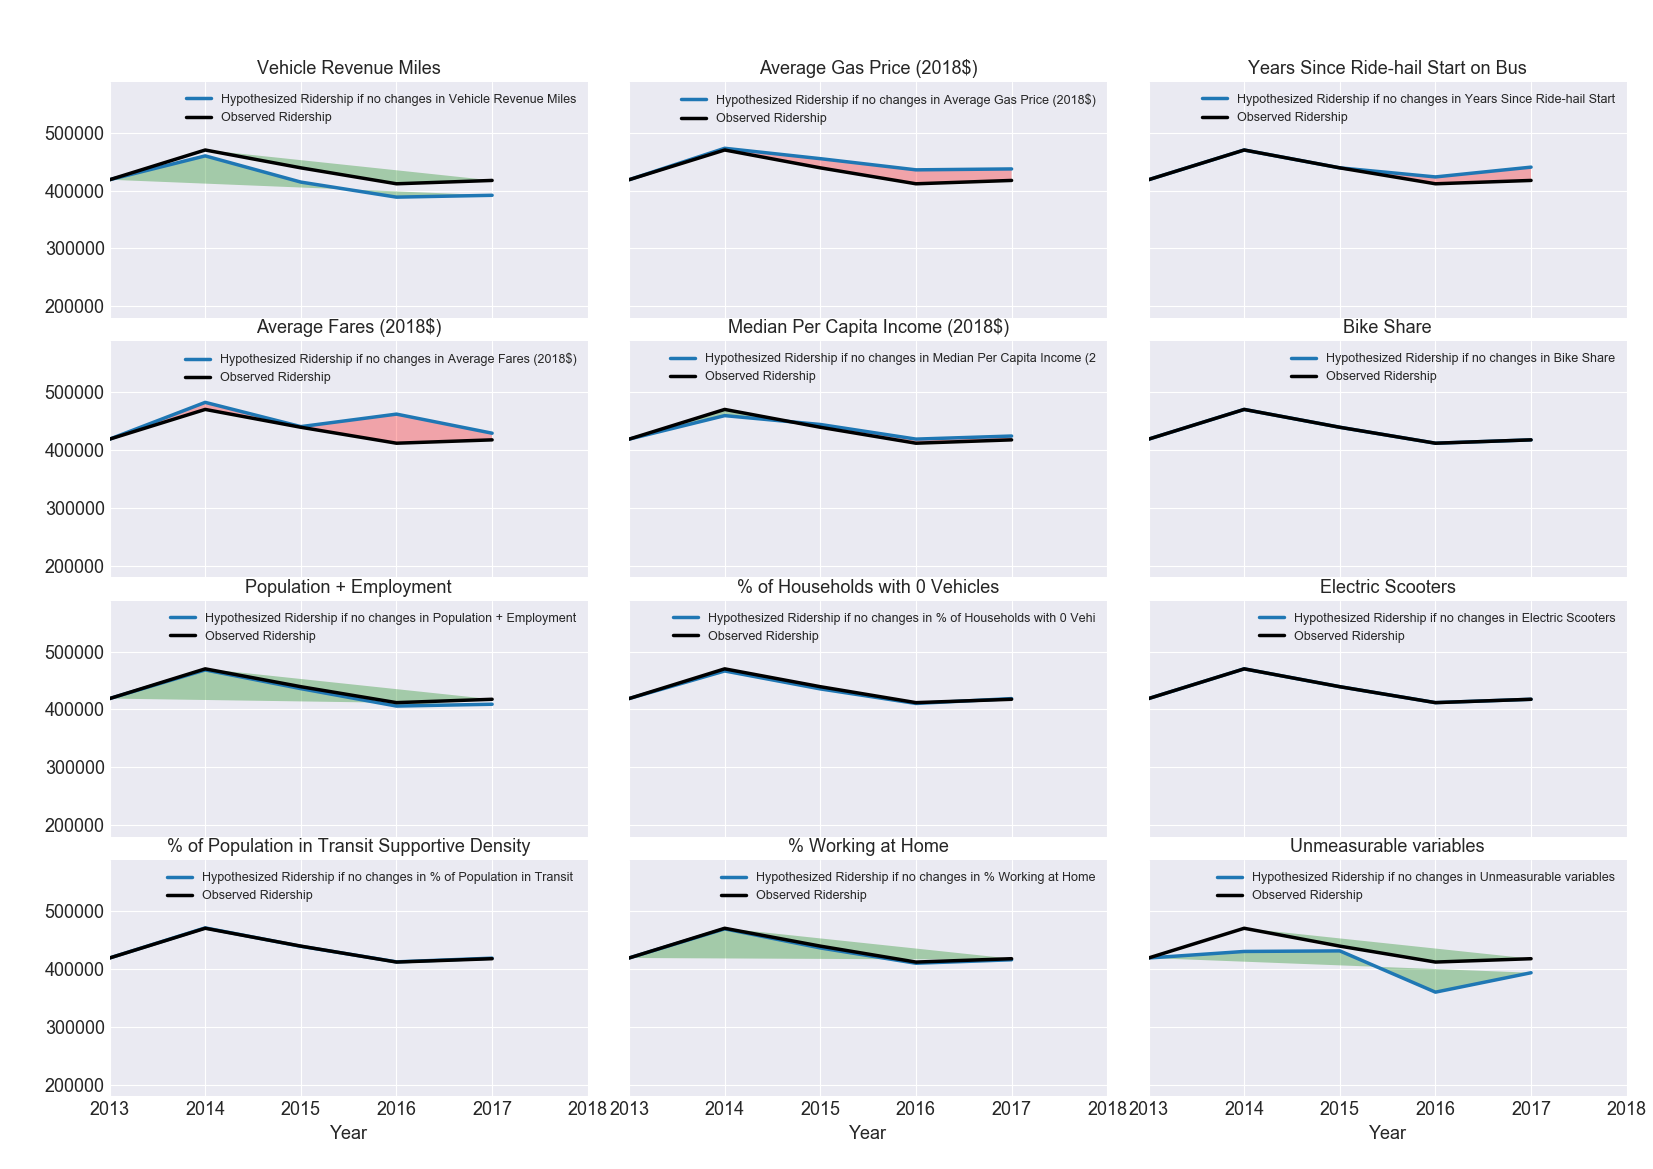 Vehicle Revenue Miles
Hypothesized Ridership if no changes in Vehicle Revenue Miles
Observed Ridership
500000
400000
300000
200000
Average Gas Price (2018$)
Hypothesized Ridership if no changes in Average Gas Price (2018$)
Observed Ridership
Years Since Ride-hail Start on Bus
Hypothesized Ridership if no changes in Years Since Ride-hail Start
Observed Ridership
Average Fares (2018$)
Hypothesized Ridership if no changes in Average Fares (2018$)
Observed Ridership
500000
400000
300000
200000
Median Per Capita Income (2018$)
Hypothesized Ridership if no changes in Median Per Capita Income (2
Observed Ridership
Bike Share
Hypothesized Ridership if no changes in Bike Share
Observed Ridership
Population + Employment
Hypothesized Ridership if no changes in Population + Employment
Observed Ridership
500000
400000
300000
200000
% of Households with 0 Vehicles
Hypothesized Ridership if no changes in % of Households with 0 Vehi
Observed Ridership
Electric Scooters
Hypothesized Ridership if no changes in Electric Scooters
Observed Ridership
% of Population in Transit Supportive Density
Hypothesized Ridership if no changes in % of Population in Transit
Observed Ridership
500000
400000
300000
200000
2013 2014 2015 2016 2017 2018
Year
% Working at Home
Hypothesized Ridership if no changes in % Working at Home
Observed Ridership
2013 2014 2015 2016 2017 2018
Year
Unmeasurable variables
Hypothesized Ridership if no changes in Unmeasurable variables
Observed Ridership
2013 2014 2015 2016 2017 2018
Year